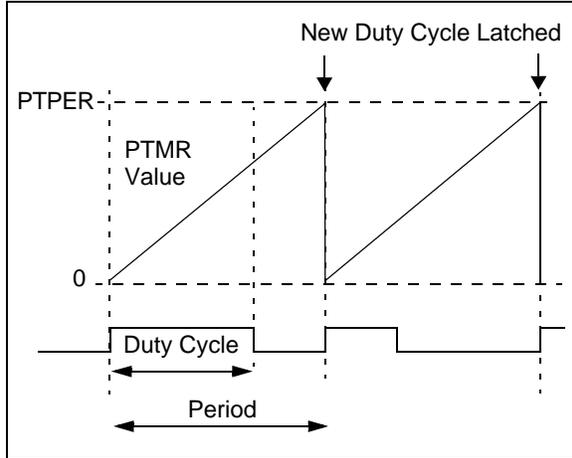 New Duty Cycle Latched
PTPER
PTMR
Value
0
Duty Cycle
Period